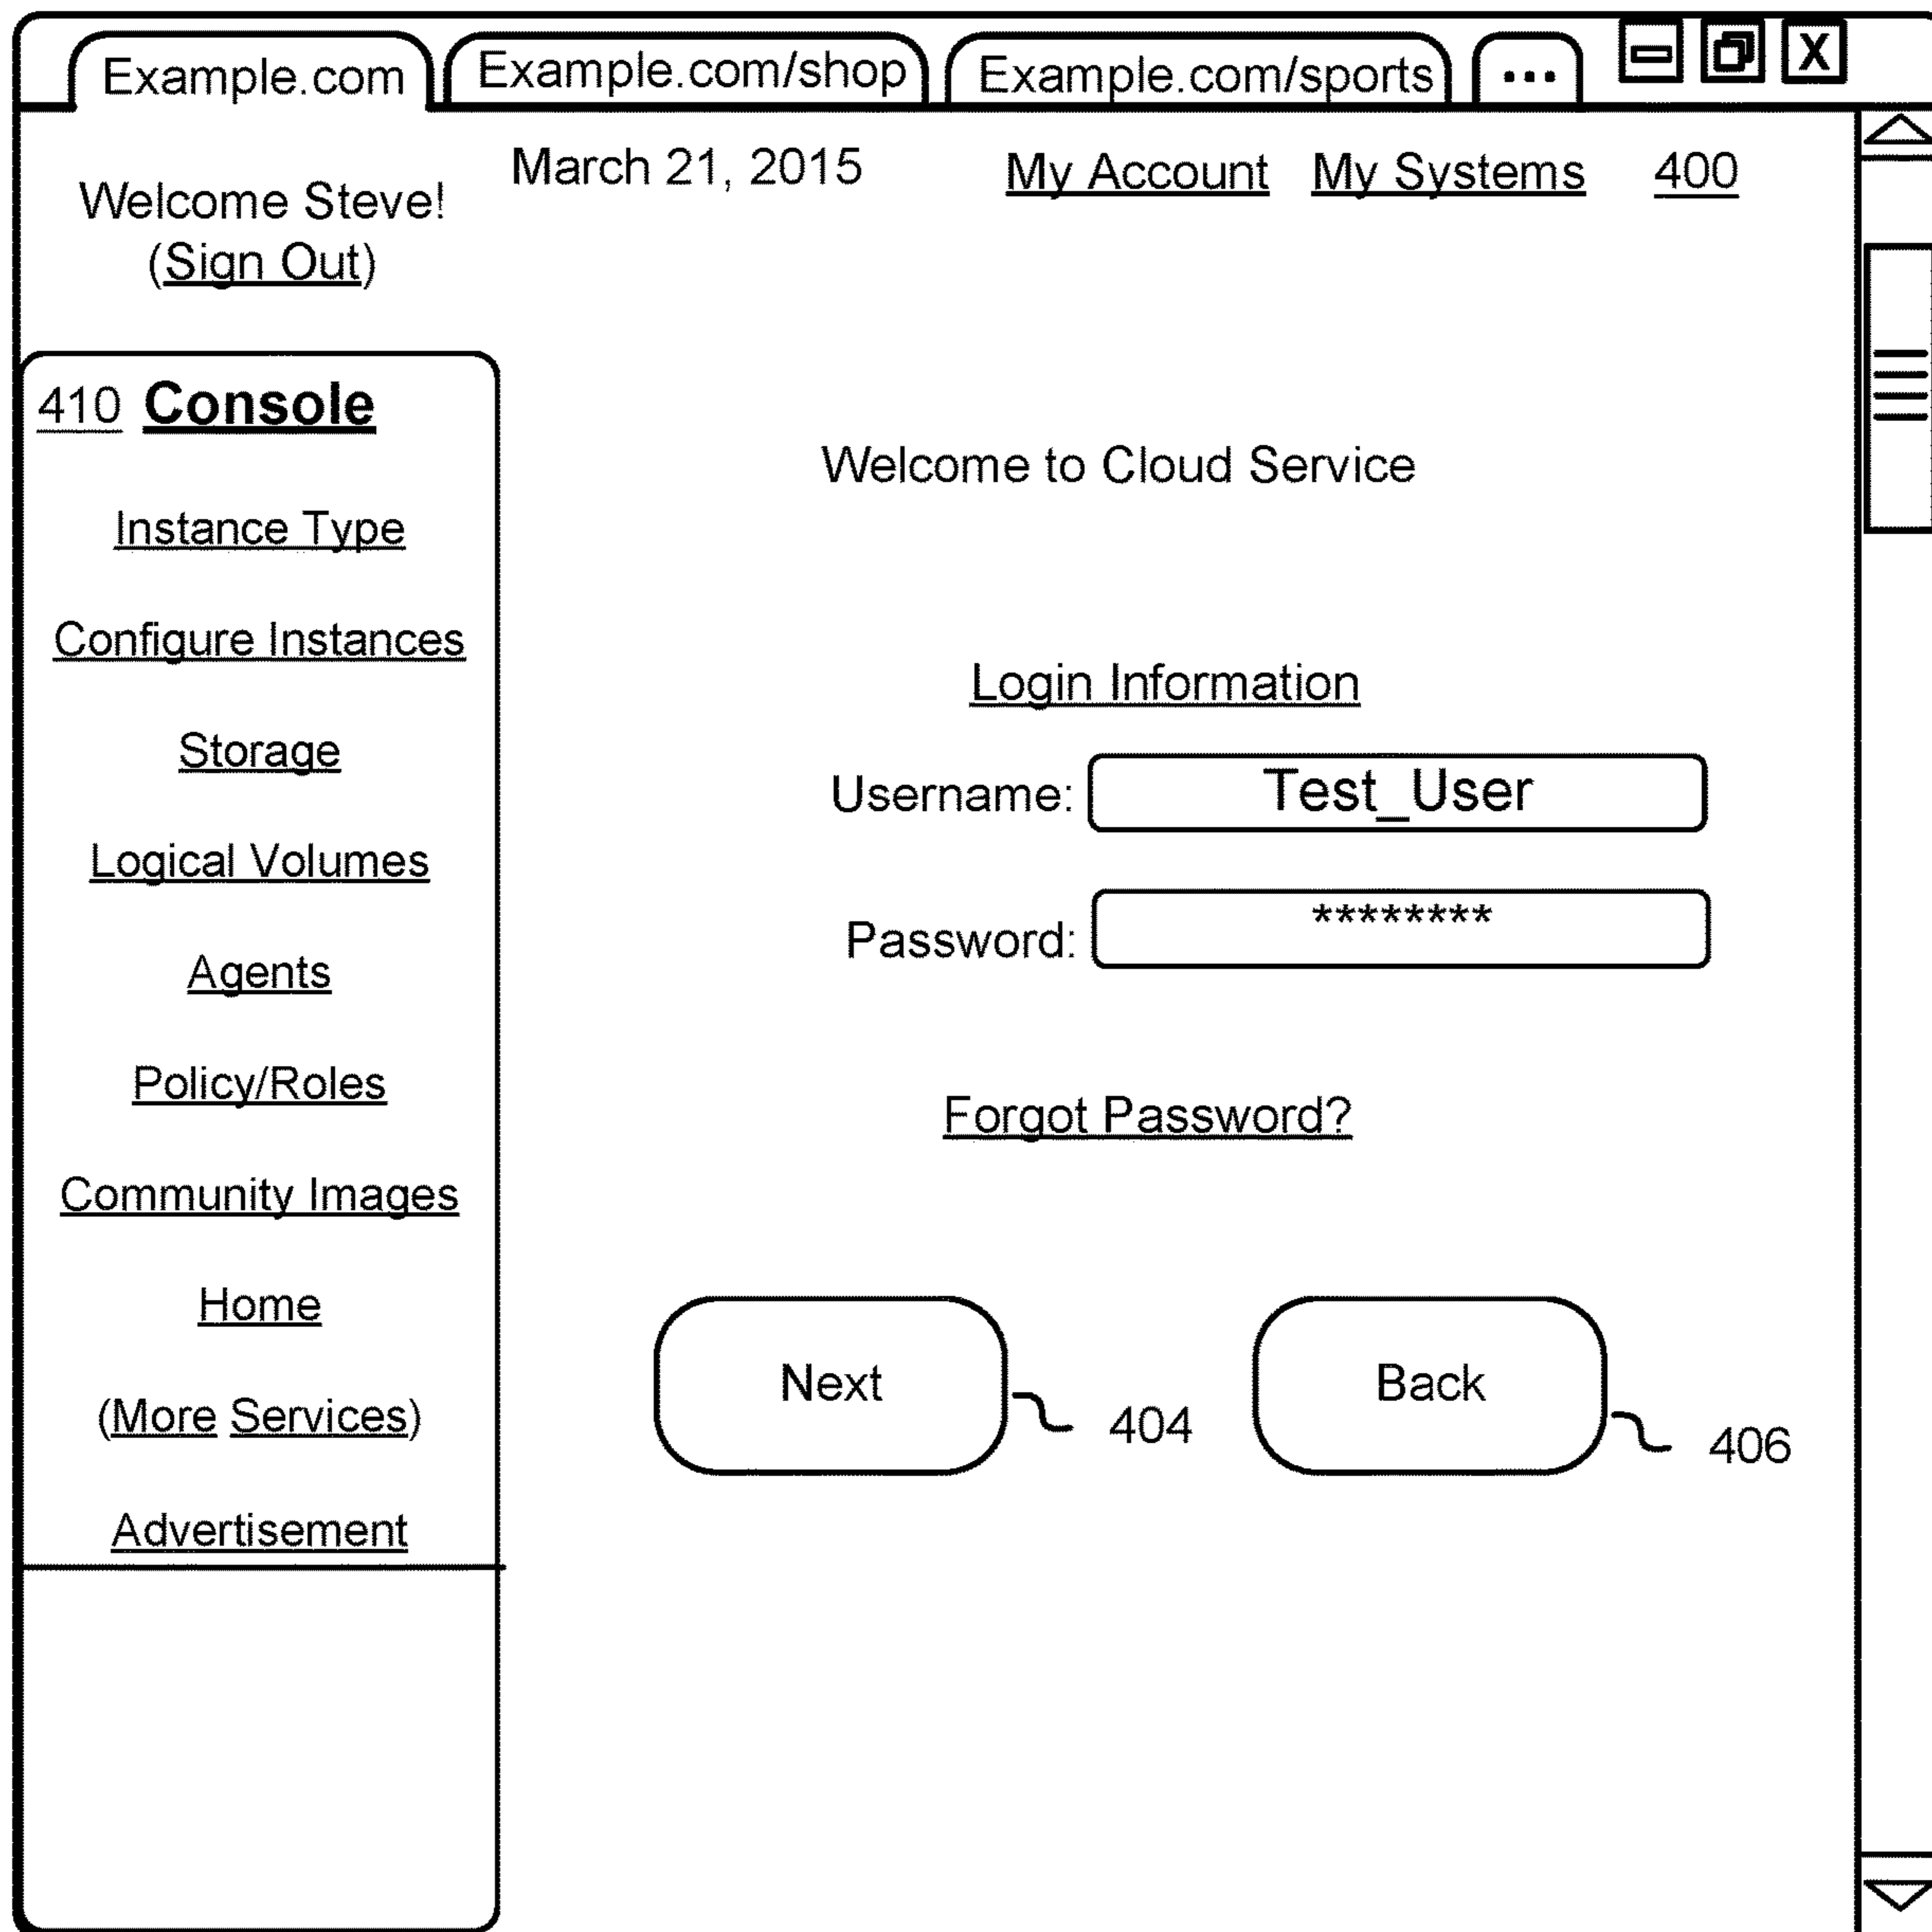 Example.com Example.com/shop Example.com/sports ... X
March 21, 2015 My Account My Systems 400
Welcome Steve!
(Sign Out)
410 Console
Instance Type
Configure Instances
Storage
Logical Volumes
Agents
Policy/Roles
Community Images
Home
(More Services)
Advertisement
Welcome to Cloud Service
Login Information
Username: Test_User
Password: ********
Forgot Password?
Next 404 Back 406